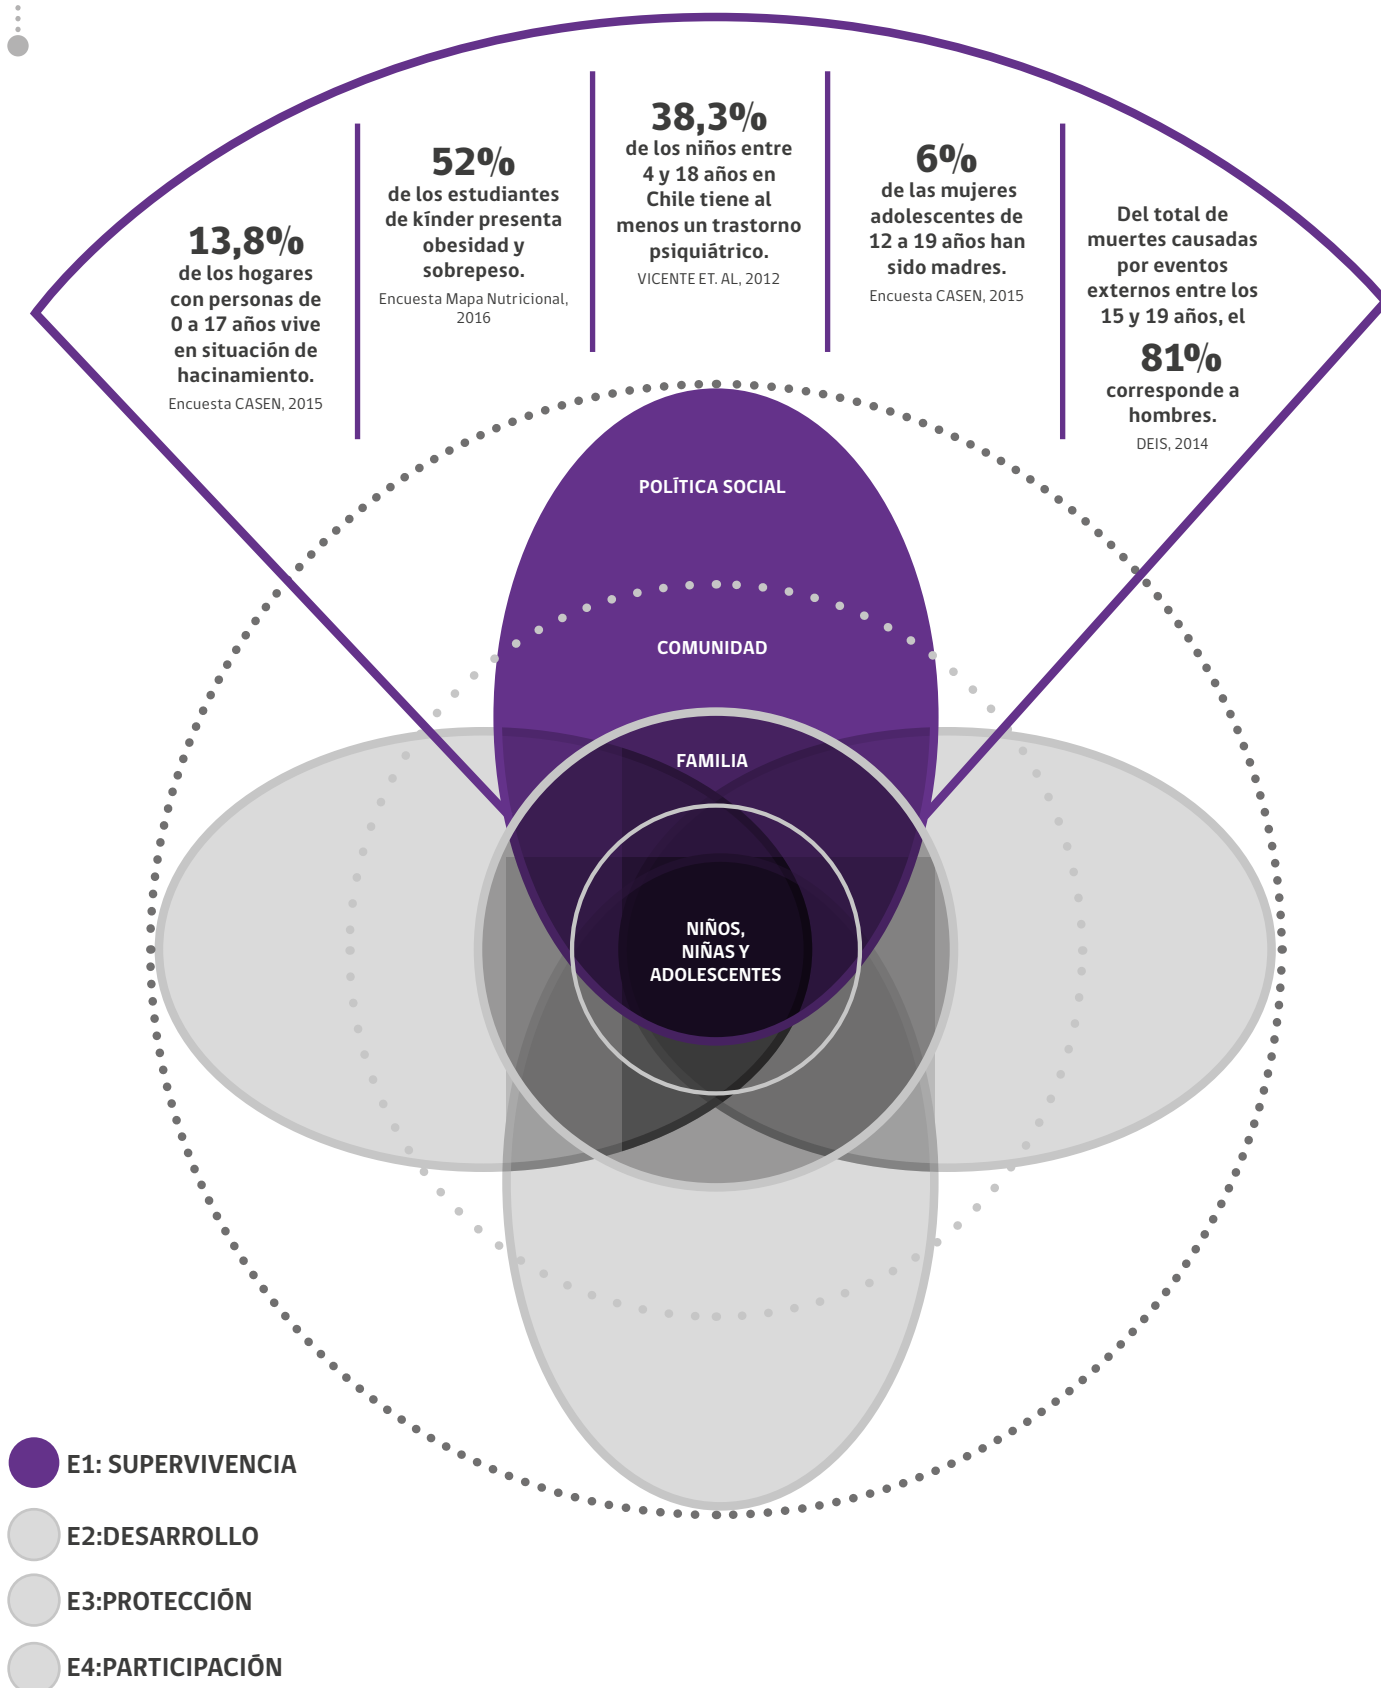 13,8%
de los hogares
con personas de
0 a 17 años vive
en situación de
hacinamiento.
Encuesta CASEN, 2015
52%
de los estudiantes
de kínder presenta
obesidad y
sobrepeso.
Encuesta Mapa Nutricional,
2016
38,3%
de los niños entre
4 y 18 años en
Chile tiene al
menos un trastorno
psiquiátrico.
VICENTE ET. AL, 2012
6%
de las mujeres
adolescentes de
12 a 19 años han
sido madres.
Encuesta CASEN, 2015
Del total de
muertes causadas
por eventos
externos entre los
15 y 19 años, el
81%
corresponde a
hombres.
DEIS, 2014
POLÍTICA SOCIAL
COMUNIDAD
FAMILIA
NIÑOS,
NIÑAS Y
ADOLESCENTES
E1: SUPERVIVENCIA
E2:DESARROLLO
E3:PROTECCIÓN
E4:PARTICIPACIÓN